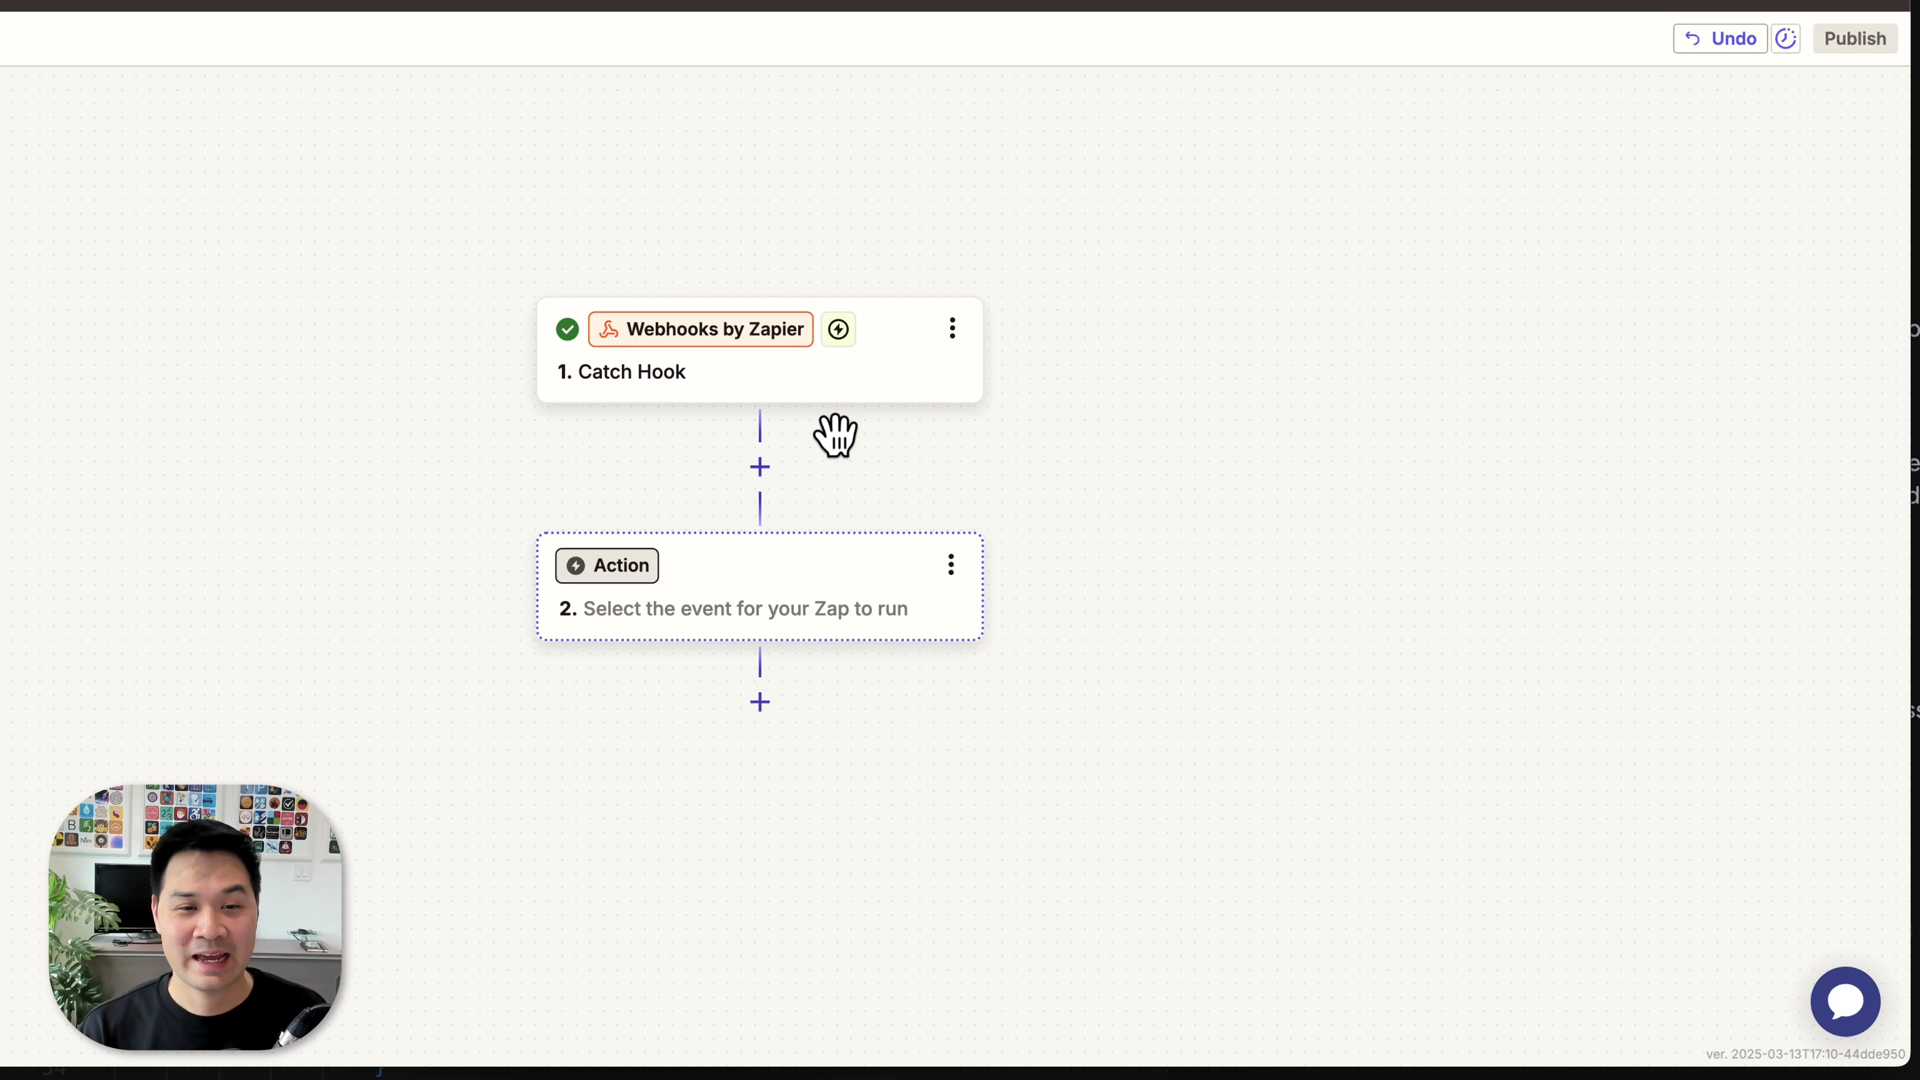 Undo
Publish
Webhooks by Zapier
1. Catch Hook
Action
2. Select the event for your Zap to run
ver. 2025-03-13T17:10-44dde950